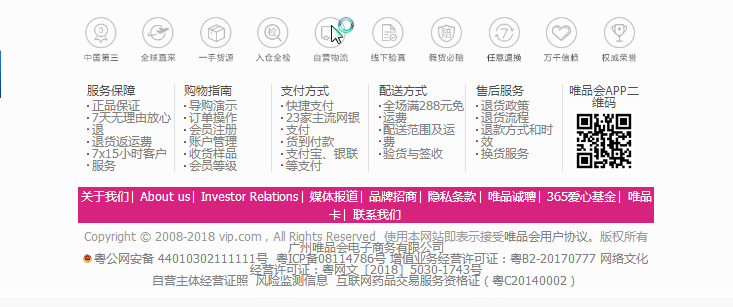 中国第三 全球直采 一手货源 入仓全检 自营物流 线下验真 假货必赔 任意退换 万千信赖 权威荣誉
服务保障 购物指南 支付方式 配送方式 售后服务 唯品会APP二
维码
· 正品保证 · 导购演示 · 快捷支付 · 全场满288元免 · 退货政策
· 7天无理由放心 · 订单操作 · 23家主流网银 运费 · 退货流程
退 · 会员注册 支付 · 配送范围及运 · 退款方式和时
· 退货返运费 · 账户管理 · 货到付款 费 效
· 7x15小时客户 · 收货样品 · 支付宝、银联 · 验货与签收 · 换货服务
服务 · 会员等级 等支付
关于我们| About us| Investor Relations| 媒体报道| 品牌招商| 隐私条款| 唯品诚聘| 365爱心基金| 唯品
卡| 联系我们
Copyright © 2008-2018 vip.com，All Rights Reserved 使用本网站即表示接受唯品会用户协议。版权所有
广州唯品会电子商务有限公司
粤公网安备 44010302111111号 粤ICP备08114786号 增值业务经营许可证：粤B2-20170777 网络文化
经营许可证：粤网文〔2018〕5030-1743号
自营主体经营证照 风险监测信息 互联网药品交易服务资格证（粤C20140002）